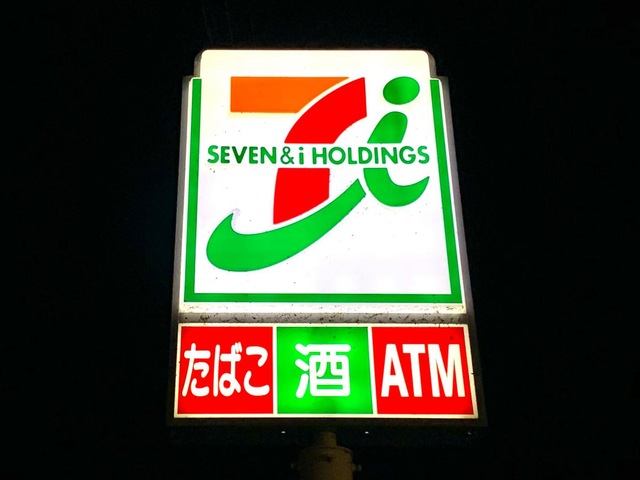 SEVEN & i HOLDINGS
たばこ 酒 ATM